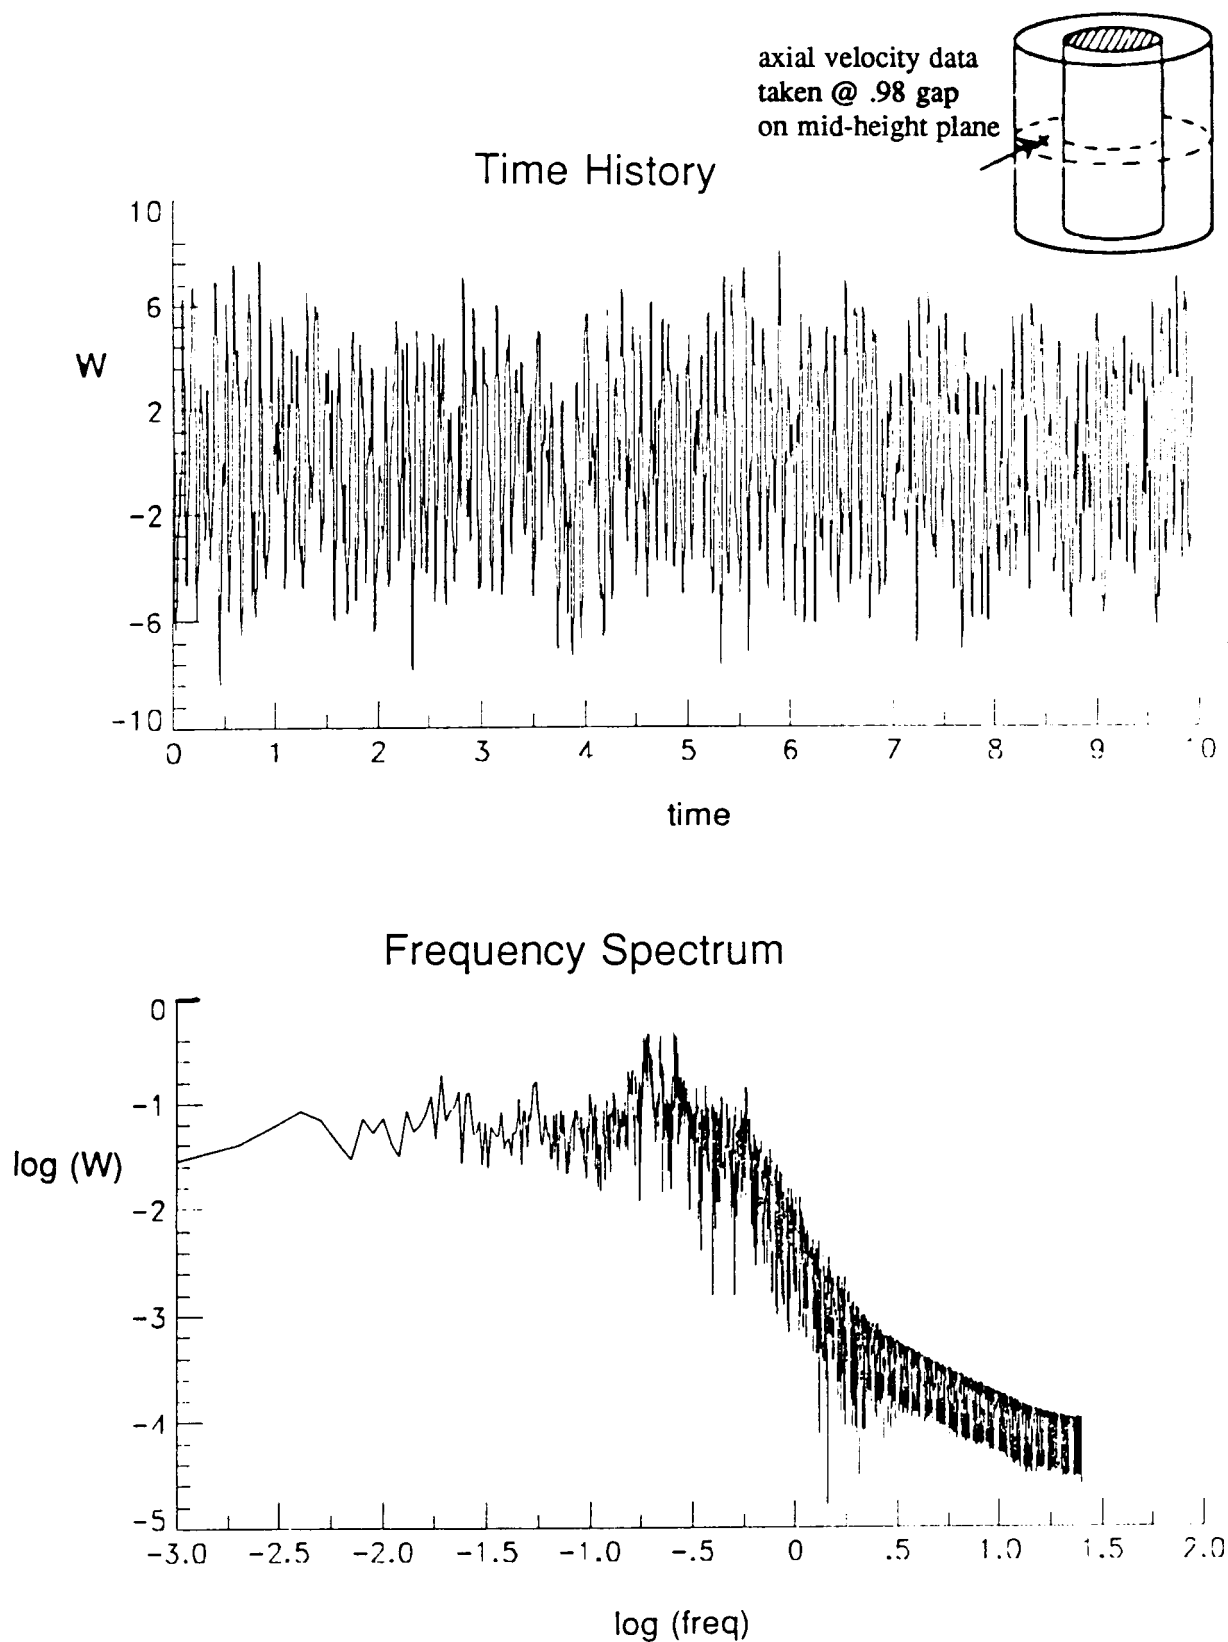 axial velocity data
taken @ .98 gap
on mid-height plane
Time History
10
6
W
2
-2
-6
-10
0 1 2 3 4 5 6 7 8 9 10
time
Frequency Spectrum
0
-1
log (W)
-2
-3
-4
-5
-3.0 -2.5 -2.0 -1.5 -1.0 -.5 0 .5 1.0 1.5 2.0
log (freq)